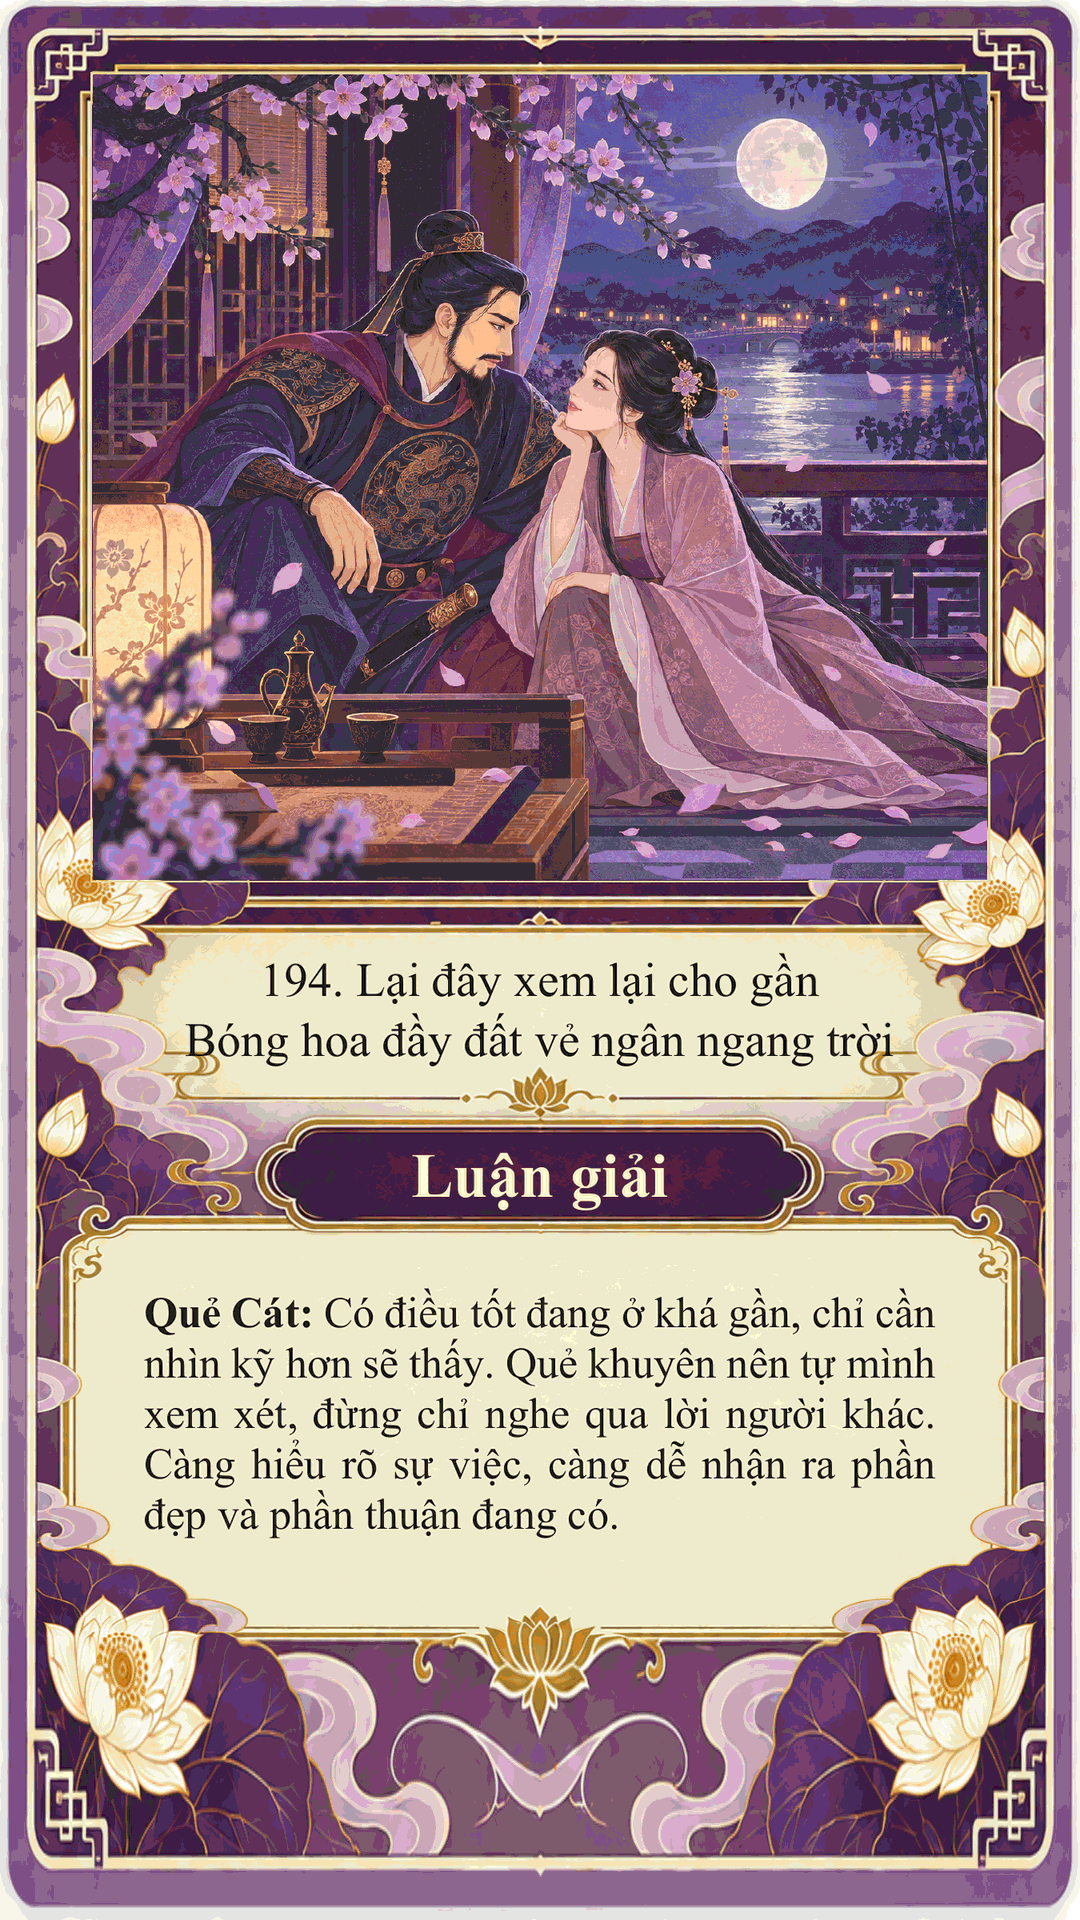 194. Lại đây xem lại cho gần
Bóng hoa đầy đất vẻ ngân ngang trời
Luận giải
Quẻ Cát: Có điều tốt đang ở khá gần, chỉ cần
nhìn kỹ hơn sẽ thấy. Quẻ khuyên nên tự mình
xem xét, đừng chỉ nghe qua lời người khác.
Càng hiểu rõ sự việc, càng dễ nhận ra phần
đẹp và phần thuận đang có.